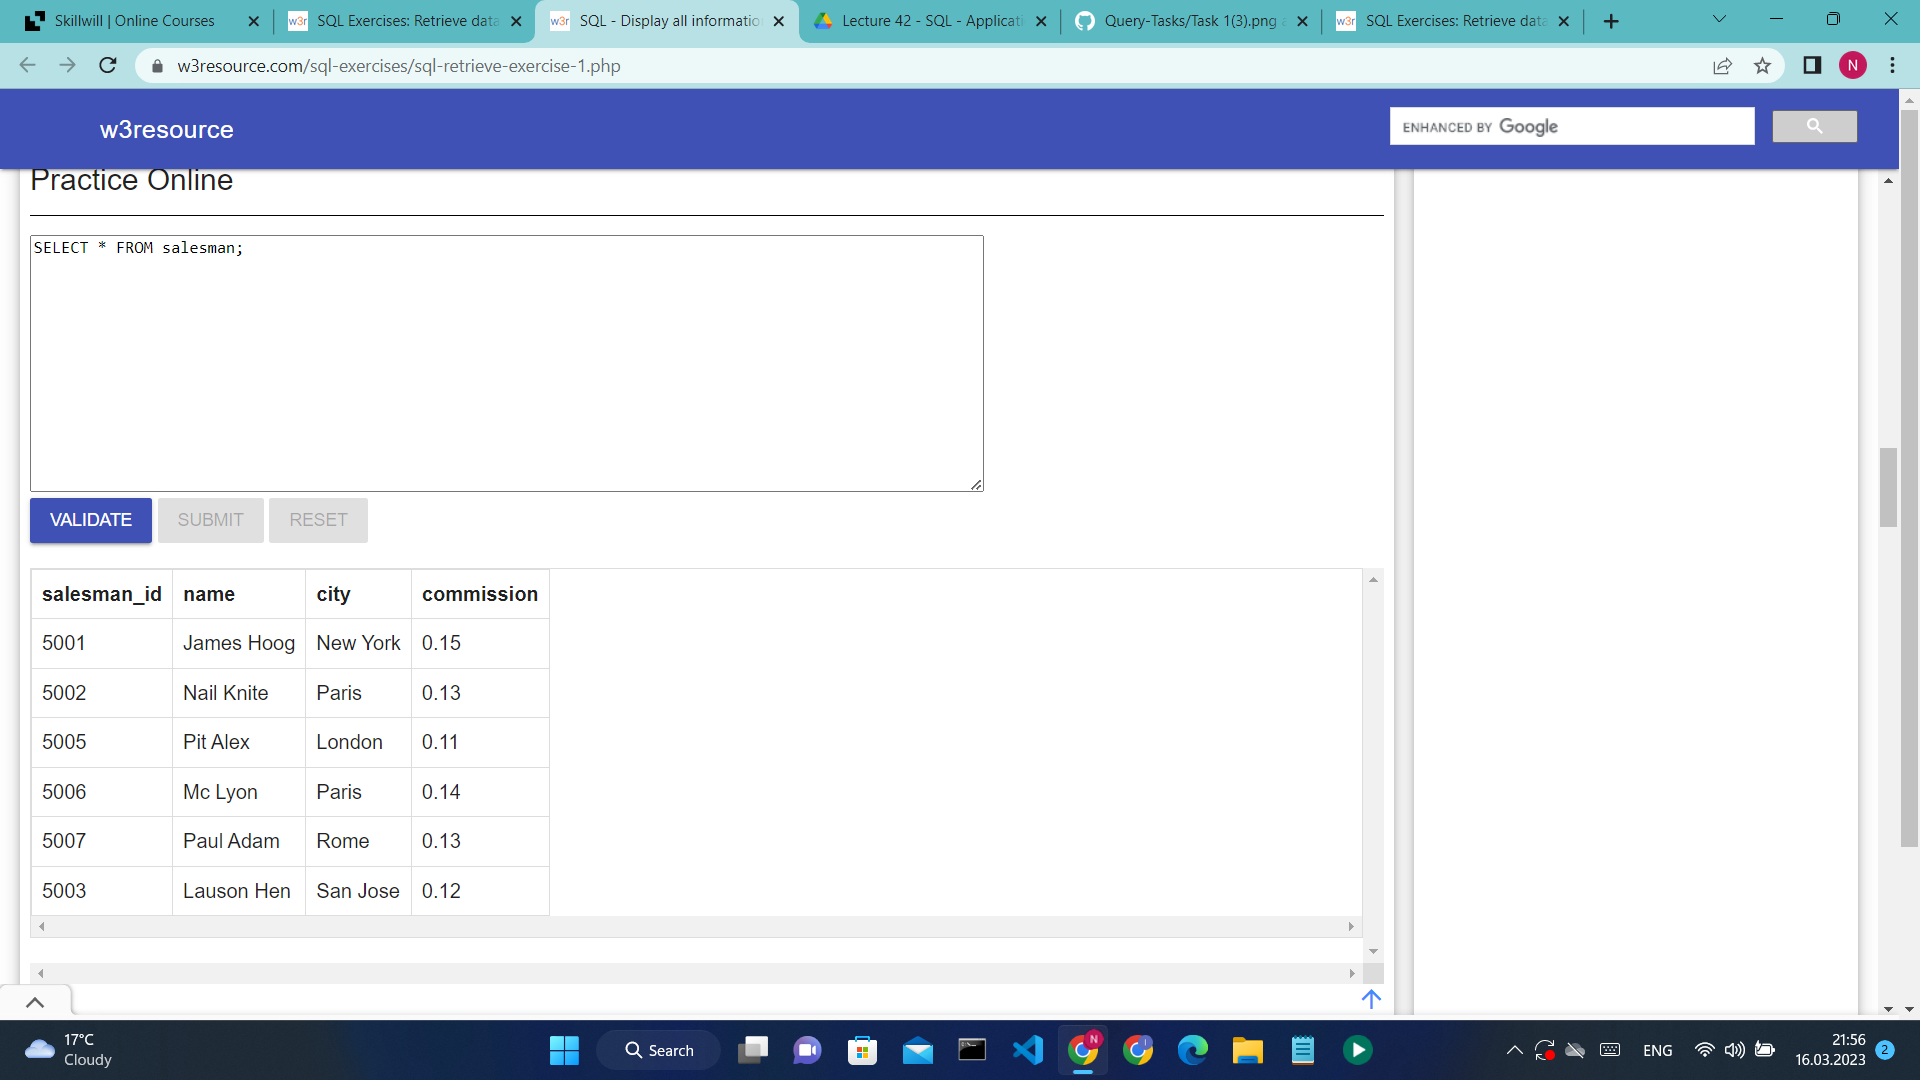 Skillwill | Online Courses
w3r SQL Exercises: Retrieve data
w3r SQL - Display all informatio
Lecture 42 - SQL - Applicati
Query-Tasks/Task 1(3).png a
w3r SQL Exercises: Retrieve data
w3resource.com/sql-exercises/sql-retrieve-exercise-1.php
N
w3resource
ENHANCED BY Google
Practice Online
SELECT * FROM salesman;
VALIDATE SUBMIT RESET
salesman_id name city commission
5001 James Hoog New York 0.15
5002 Nail Knite Paris 0.13
5005 Pit Alex London 0.11
5006 Mc Lyon Paris 0.14
5007 Paul Adam Rome 0.13
5003 Lauson Hen San Jose 0.12
17°C
Cloudy
Search
N
ENG
21:56
16.03.2023
2